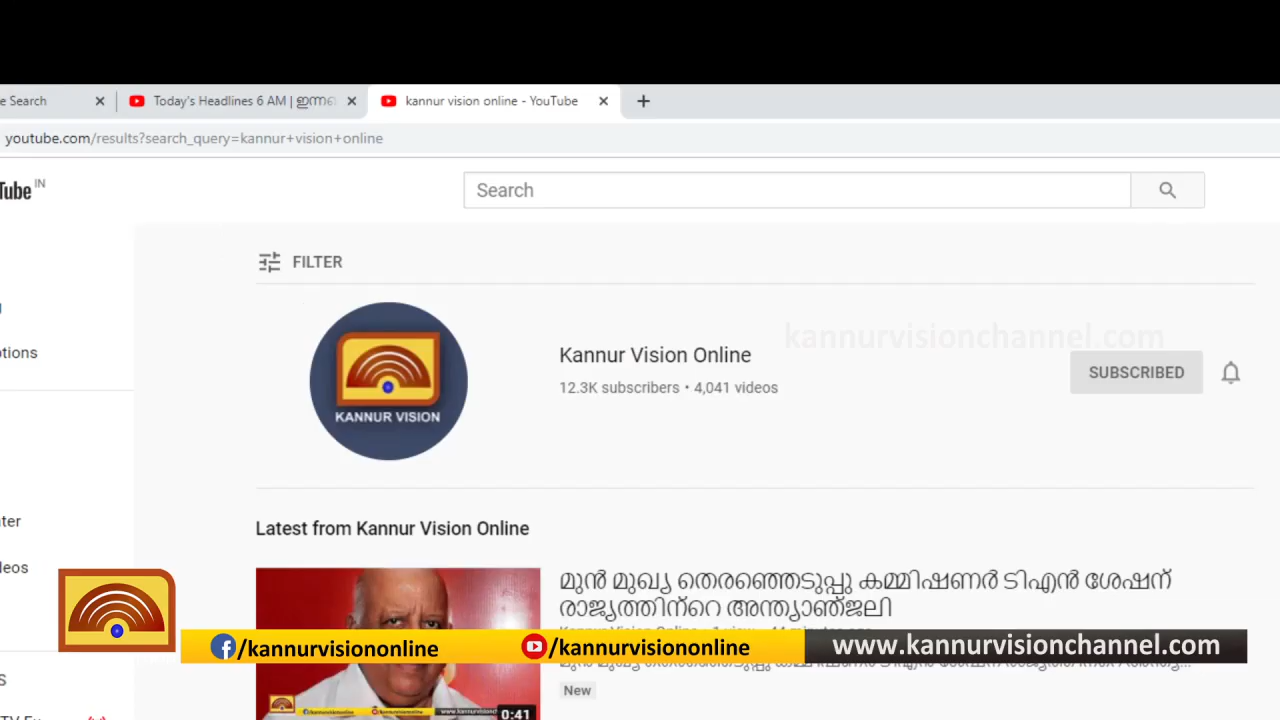 e Search
Today's Headlines 6 AM | ഇന്നത
kannur vision online - YouTube
youtube.com/results?search_query=kannur+vision+online
Tube IN
Search
FILTER
KANNUR VISION
Kannur Vision Online
12.3K subscribers • 4,041 videos
kannurvisionchannel.com
SUBSCRIBED
ptions
Latest from Kannur Vision Online
nter
eos
മുൻ മുഖ്യ തെരഞ്ഞെടുപ്പു കമ്മിഷണർ ടിഎൻ ശേഷന്
രാജ്യത്തിന്റെ അന്ത്യാഞ്ജലി
/kannurvisiononline
/kannurvisiononline
www.kannurvisionchannel.com
New
0:41